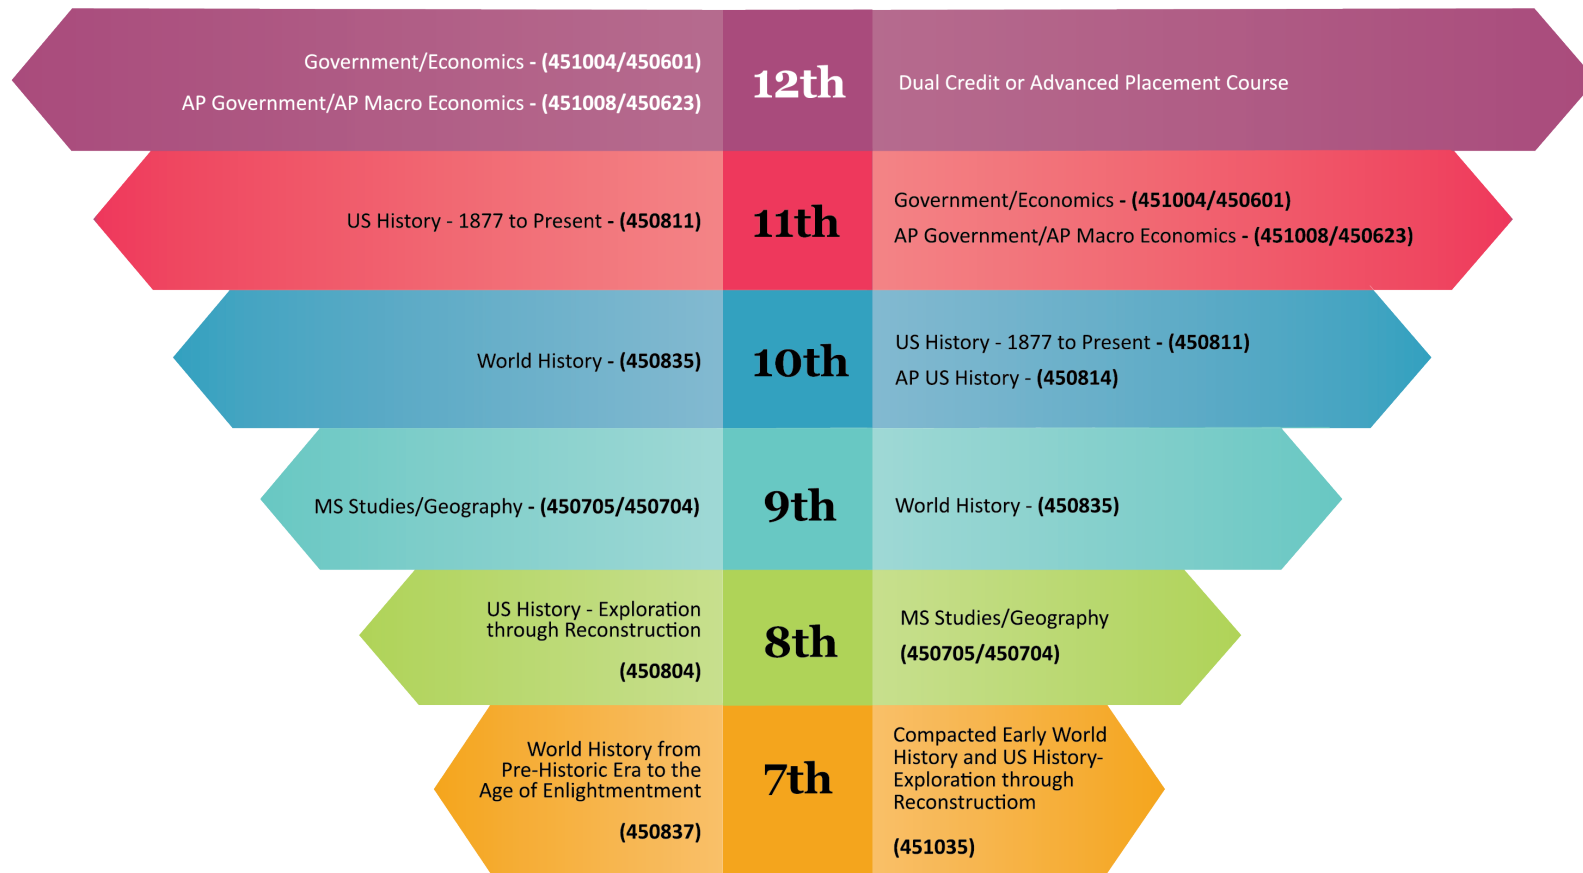 Government/Economics - (451004/450601)
AP Government/AP Macro Economics - (451008/450623)
12th
Dual Credit or Advanced Placement Course
US History - 1877 to Present - (450811)
11th
Government/Economics - (451004/450601)
AP Government/AP Macro Economics - (451008/450623)
World History - (450835)
10th
US History - 1877 to Present - (450811)
AP US History - (450814)
MS Studies/Geography - (450705/450704)
9th
World History - (450835)
US History - Exploration
through Reconstruction
(450804)
8th
MS Studies/Geography
(450705/450704)
World History from
Pre-Historic Era to the
Age of Enlightmentment
(450837)
7th
Compacted Early World
History and US History-
Exploration through
Reconstructiom
(451035)